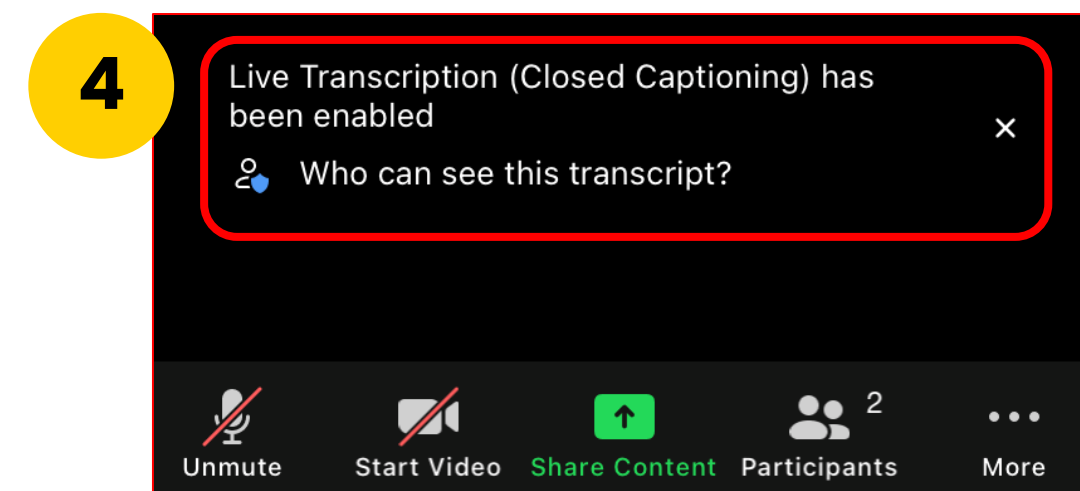 4
Live Transcription (Closed Captioning) has
been enabled
Who can see this transcript?
2
Unmute
Start Video
Share Content
Participants
More